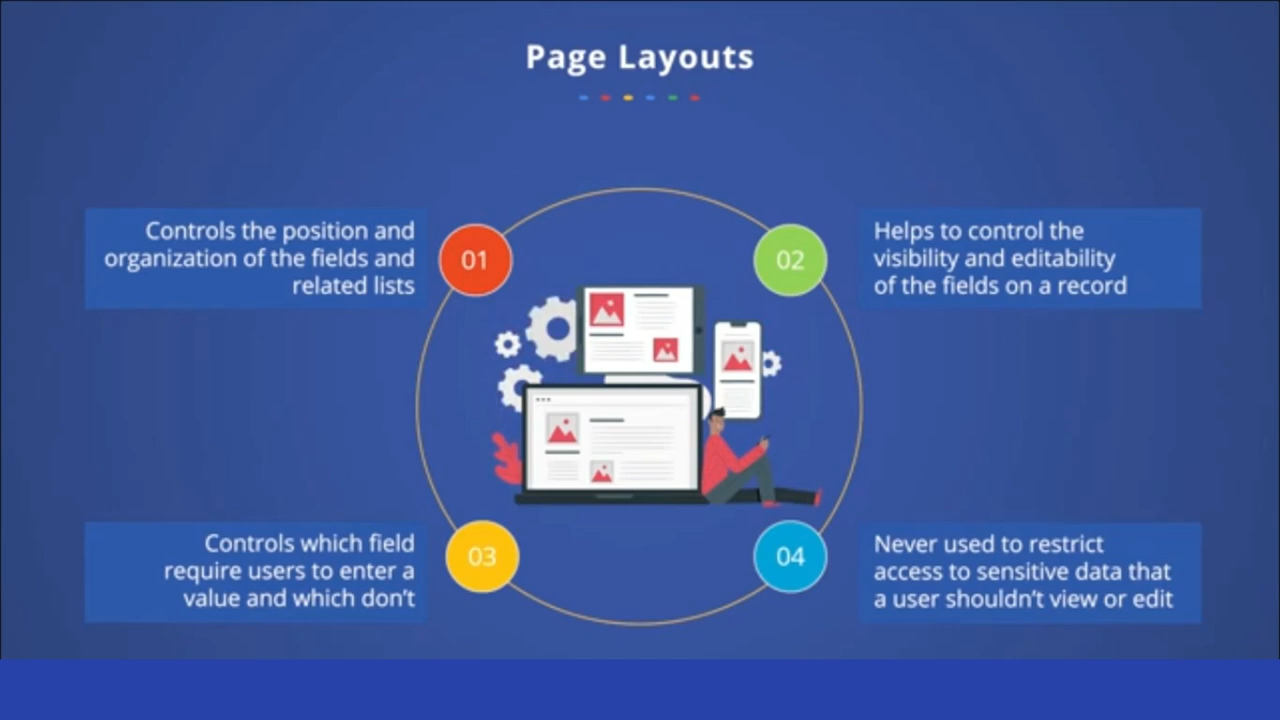 Page Layouts
Controls the position and
organization of the fields and
related lists
01
02
Helps to control the
visibility and editability
of the fields on a record
Controls which field
require users to enter a
value and which don't
03
04
Never used to restrict
access to sensitive data that
a user shouldn't view or edit